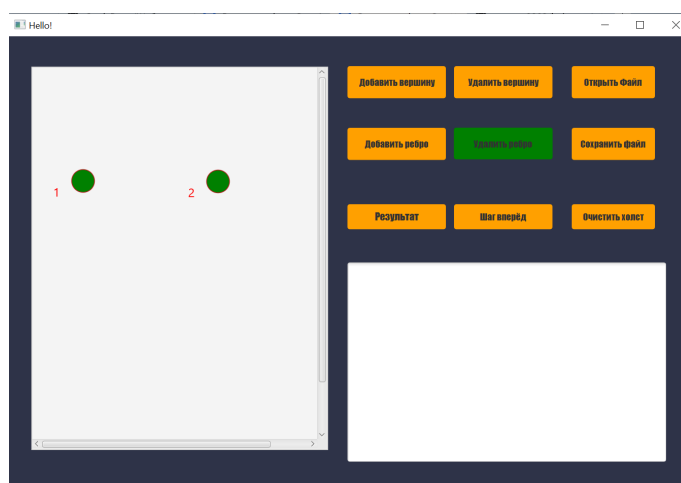 Hello!
Добавить вершину
Удалить вершину
Открыть Файл
Добавить ребро
Удалить ребро
Сохранить файл
1
2
Результат
Шаг вперёд
Очистить холст